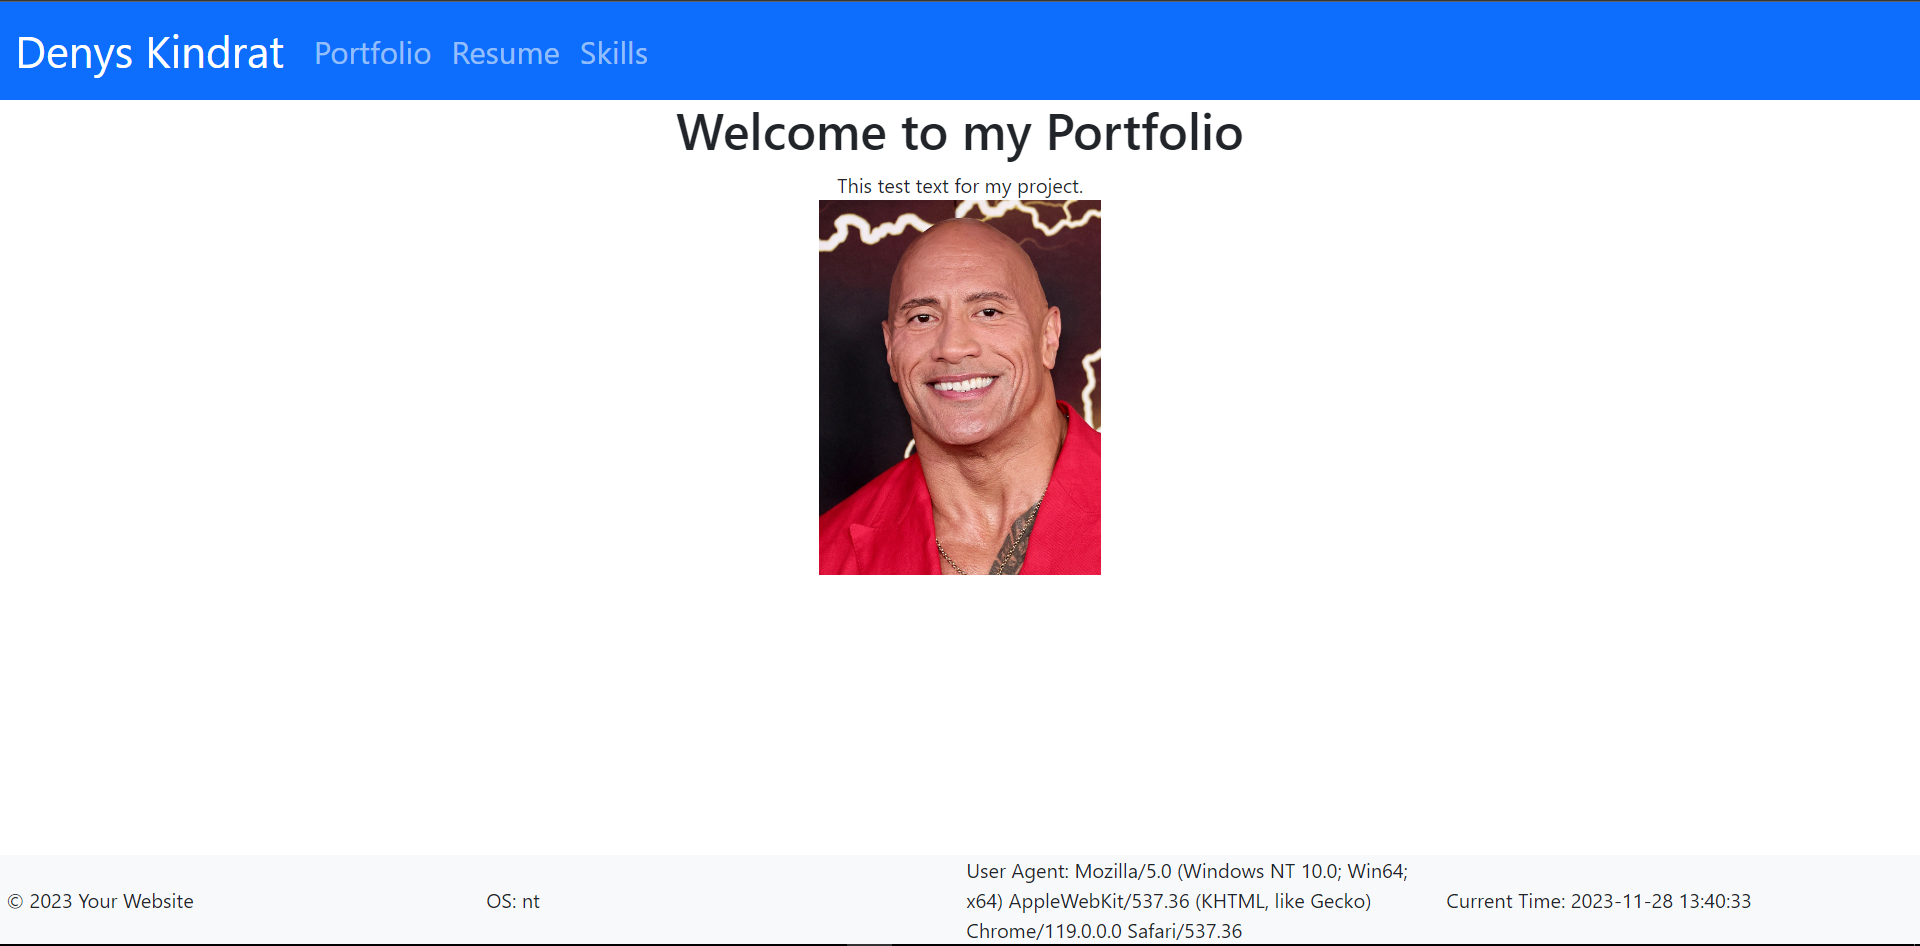 Denys Kindrat Portfolio Resume Skills
Welcome to my Portfolio
This test text for my project.
© 2023 Your Website
OS: nt
User Agent: Mozilla/5.0 (Windows NT 10.0; Win64;
x64) AppleWebKit/537.36 (KHTML, like Gecko)
Chrome/119.0.0.0 Safari/537.36
Current Time: 2023-11-28 13:40:33